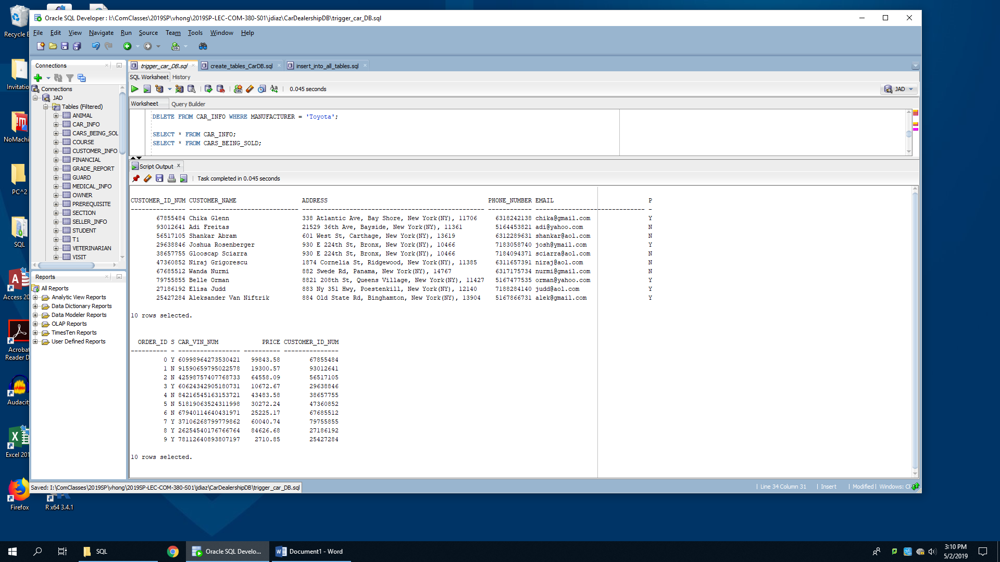 Oracle SQL Developer : I:\ComClasses\2019SP\vhong\2019SP-LEC-COM-380-S01\jdiaz\CarDealershipDB\trigger_car_DB.sql
File Edit View Navigate Run Source Team Tools Window Help
Connections
Connections
JAD
Tables (Filtered)
ANIMAL
CAR_INFO
CARS_BEING_SOL
COURSE
CUSTOMER_INFO
FINANCIAL
GRADE_REPORT
GUARD
MEDICAL_INFO
OWNER
PREREQUISITE
SECTION
SELLER_INFO
STUDENT
T1
VETERINARIAN
VISIT
Reports
All Reports
Analytic View Reports
Data Dictionary Reports
Data Modeler Reports
OLAP Reports
TimesTen Reports
User Defined Reports
trigger_car_DB.sql create_tables_CarDB.sql insert_into_all_tables.sql
SQL Worksheet History
0.045 seconds
JAD
Worksheet Query Builder
DELETE FROM CAR_INFO WHERE MANUFACTURER = 'Toyota';
SELECT * FROM CAR_INFO;
SELECT * FROM CARS_BEING_SOLD;
Script Output
Task completed in 0.045 seconds
CUSTOMER_ID_NUM CUSTOMER_NAME ADDRESS PHONE_NUMBER EMAIL P
--------------- ------------------------------ -------------------------------------------------- ------------ ------------------------------ -
67855484 Chika Glenn 338 Atlantic Ave, Bay Shore, New York(NY), 11706 6318242138 chika@gmail.com Y
93012641 Adi Freitas 21529 36th Ave, Bayside, New York(NY), 11361 5164453821 adi@yahoo.com N
56517105 Shankar Abram 601 West St, Carthage, New York(NY), 13619 6312289631 shankar@aol.com N
29638846 Joshua Rosenberger 930 E 224th St, Bronx, New York(NY), 10466 7183058740 josh@ymail.com Y
38657755 Glooscap Sciarra 930 E 224th St, Bronx, New York(NY), 10466 7184094371 sciarra@aol.com N
47360852 Niraj Grigorescu 1874 Cornelia St, Ridgewood, New York(NY), 11385 6311657391 niraj@aol.com N
67685512 Wanda Nurmi 882 Swede Rd, Panama, New York(NY), 14767 6317175734 nurmi@gmail.com N
79755855 Belle Orman 8821 208th St, Queens Village, New York(NY), 11427 5167477535 orman@yahoo.com Y
27186192 Elisa Judd 883 Ny 351 Hwy, Poestenkill, New York(NY), 12140 7188284140 judd@aol.com Y
25427284 Aleksander Van Niftrik 884 Old State Rd, Binghamton, New York(NY), 13904 5167866731 alek@gmail.com Y
10 rows selected.
ORDER_ID S CAR_VIN_NUM PRICE CUSTOMER_ID_NUM
---------- - ----------------- ---------- ---------------
0 Y 60998964273530421 99843.58 67855484
1 N 91590659795022578 19300.57 93012641
2 N 42598757407768733 64558.09 56517105
3 Y 60624342905180731 10672.67 29638846
4 N 84216545163153721 43483.58 38657755
5 N 51819063524311998 30272.24 47360852
6 N 67940114640431971 25225.17 67685512
7 Y 37106268799779862 60040.74 79755855
8 Y 26254540176766764 84626.68 27186192
9 Y 78112640893807197 2710.85 25427284
10 rows selected.
Saved: I:\ComClasses\2019SP\vhong\2019SP-LEC-COM-380-S01\jdiaz\CarDealershipDB\trigger_car_DB.sql
Line 34 Column 31 Insert Modified Windows: CR
Recycle B
Invitatio
NoMachi
PC^2
SQL
Access 20
Acrobat
Reader D
Audacit
Excel 201
Firefox
R x64 3.4.1
SQL
Oracle SQL Develo...
Document1 - Word
3:10 PM
5/2/2019